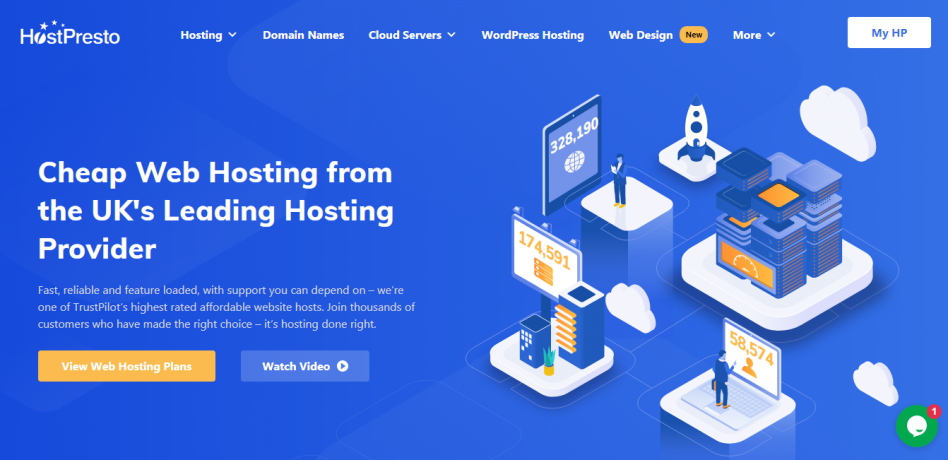 HostPresto
Hosting
Domain Names
Cloud Servers
WordPress Hosting
Web Design
New
More
My HP
Cheap Web Hosting from
the UK's Leading Hosting
Provider
Fast, reliable and feature loaded, with support you can depend on – we're
one of TrustPilot's highest rated affordable website hosts. Join thousands of
customers who have made the right choice – it's hosting done right.
View Web Hosting Plans
Watch Video
328,190
174,591
58,574
1